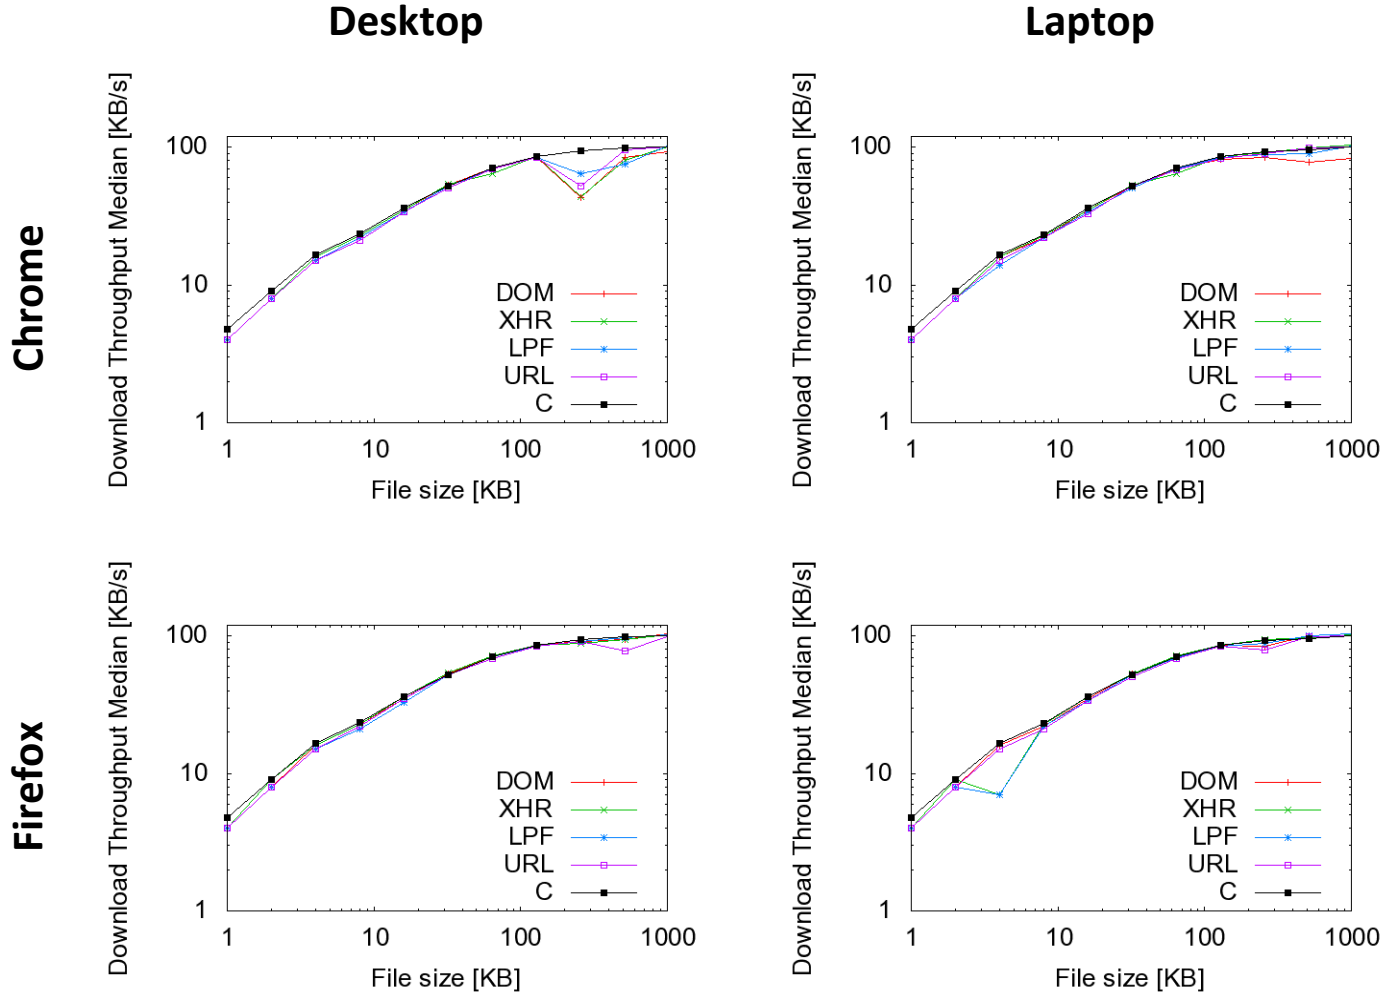 Desktop
Laptop
Chrome
Download Throughput Median [KB/s]
100
10
1
DOM
XHR
LPF
URL
C
1 10 100 1000
File size [KB]
Download Throughput Median [KB/s]
100
10
1
DOM
XHR
LPF
URL
C
1 10 100 1000
File size [KB]
Firefox
Download Throughput Median [KB/s]
100
10
1
DOM
XHR
LPF
URL
C
1 10 100 1000
File size [KB]
Download Throughput Median [KB/s]
100
10
1
DOM
XHR
LPF
URL
C
1 10 100 1000
File size [KB]